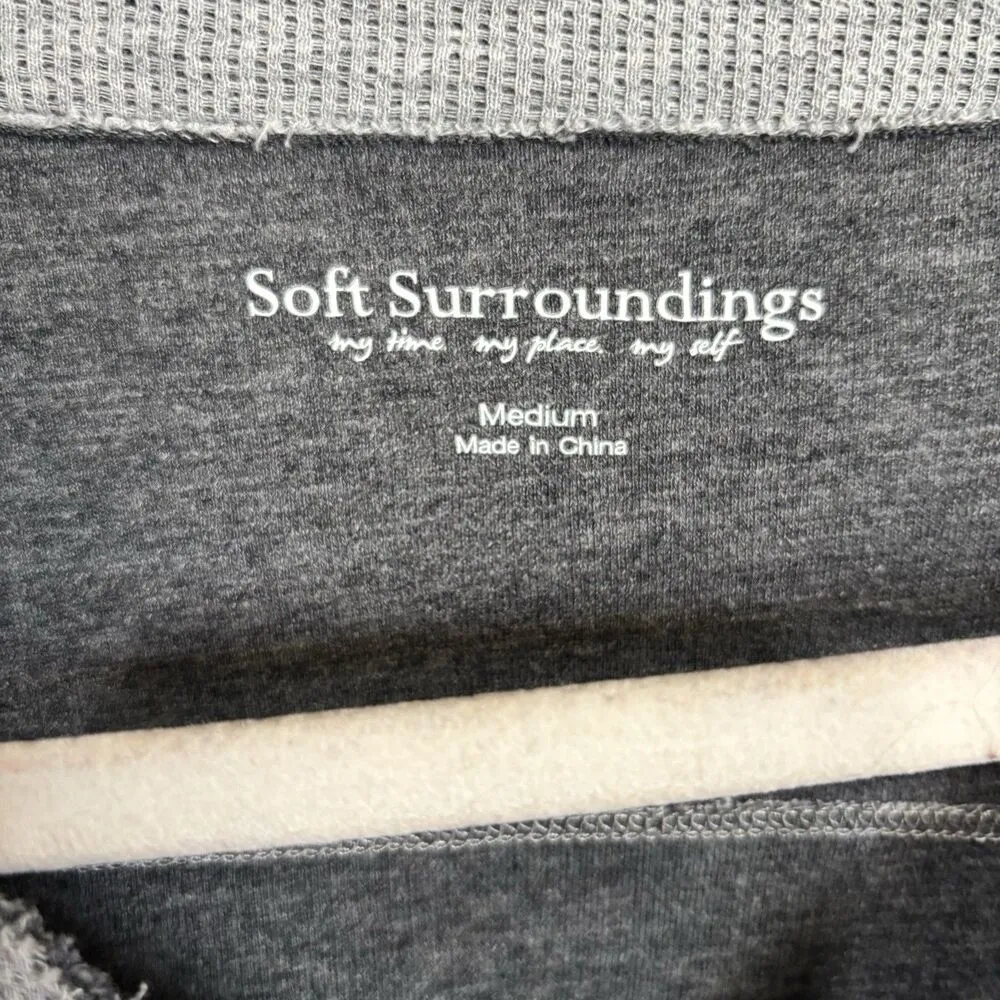 Soft Surroundings
my time. my place. my self
Medium
Made in China